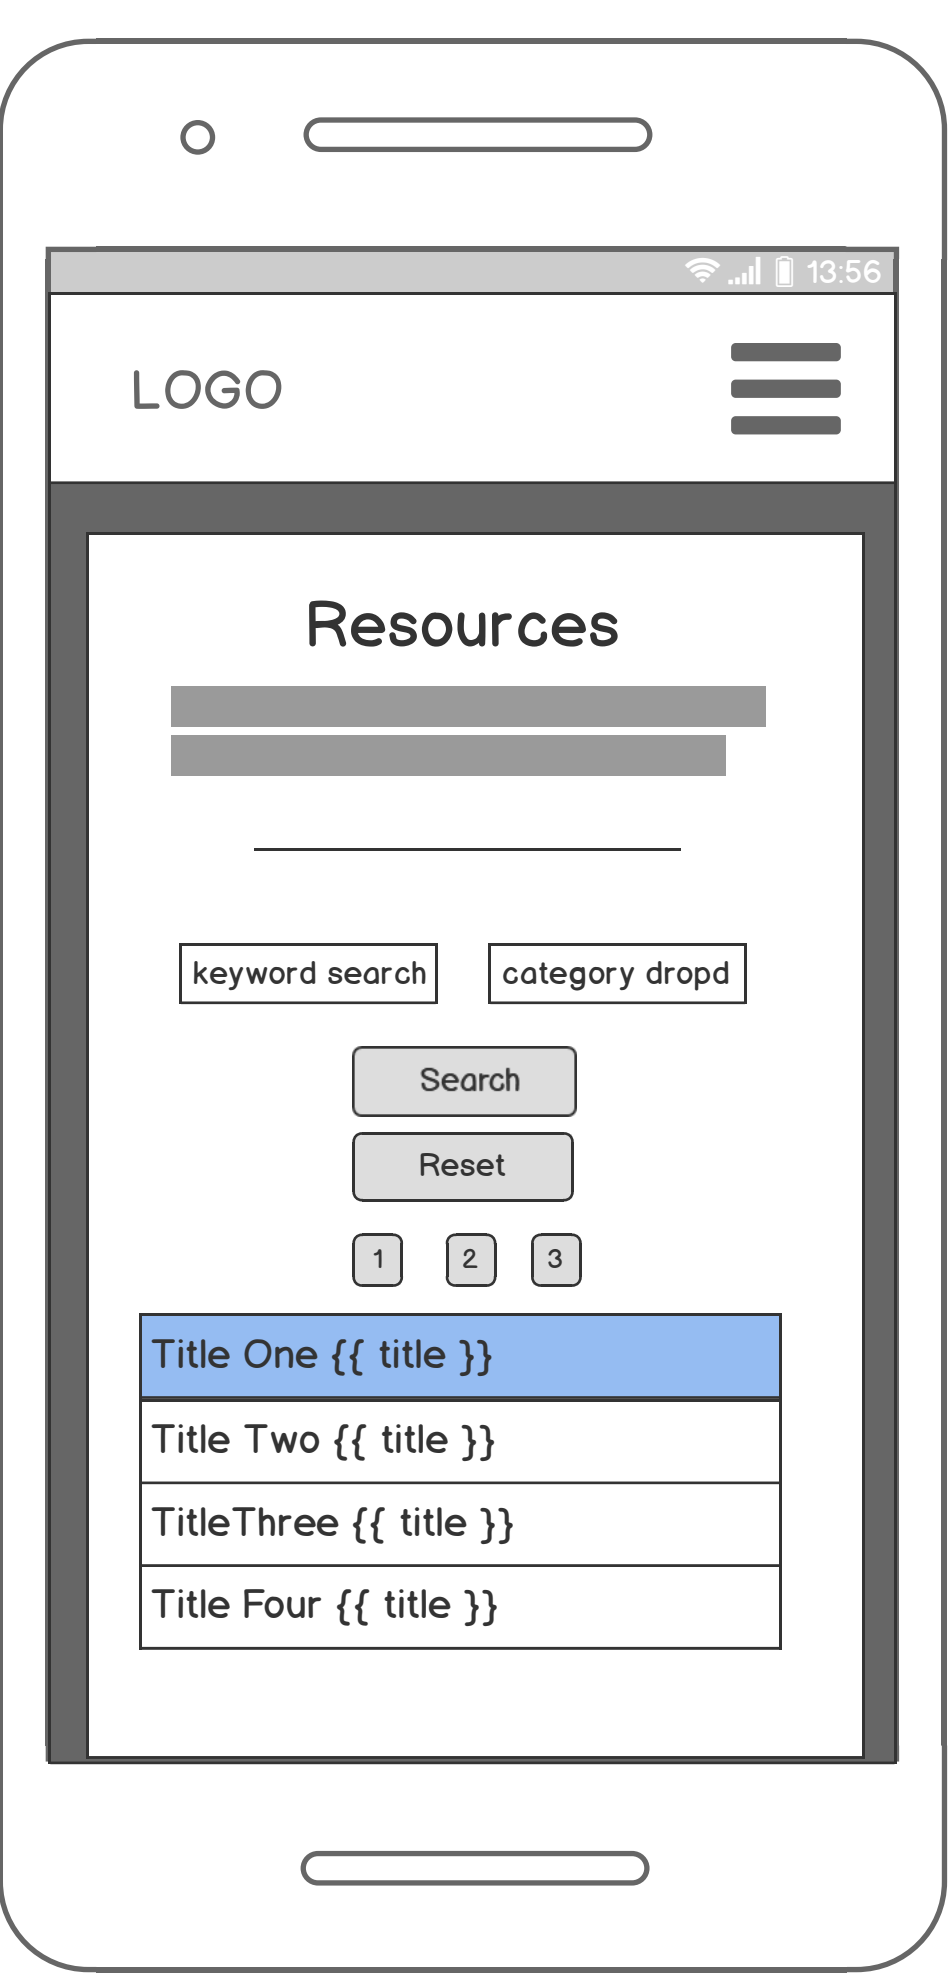 13:56
LOGO
Resources
keyword search
category dropd
Search
Reset
1 2 3
Title One {{ title }}
Title Two {{ title }}
TitleThree {{ title }}
Title Four {{ title }}